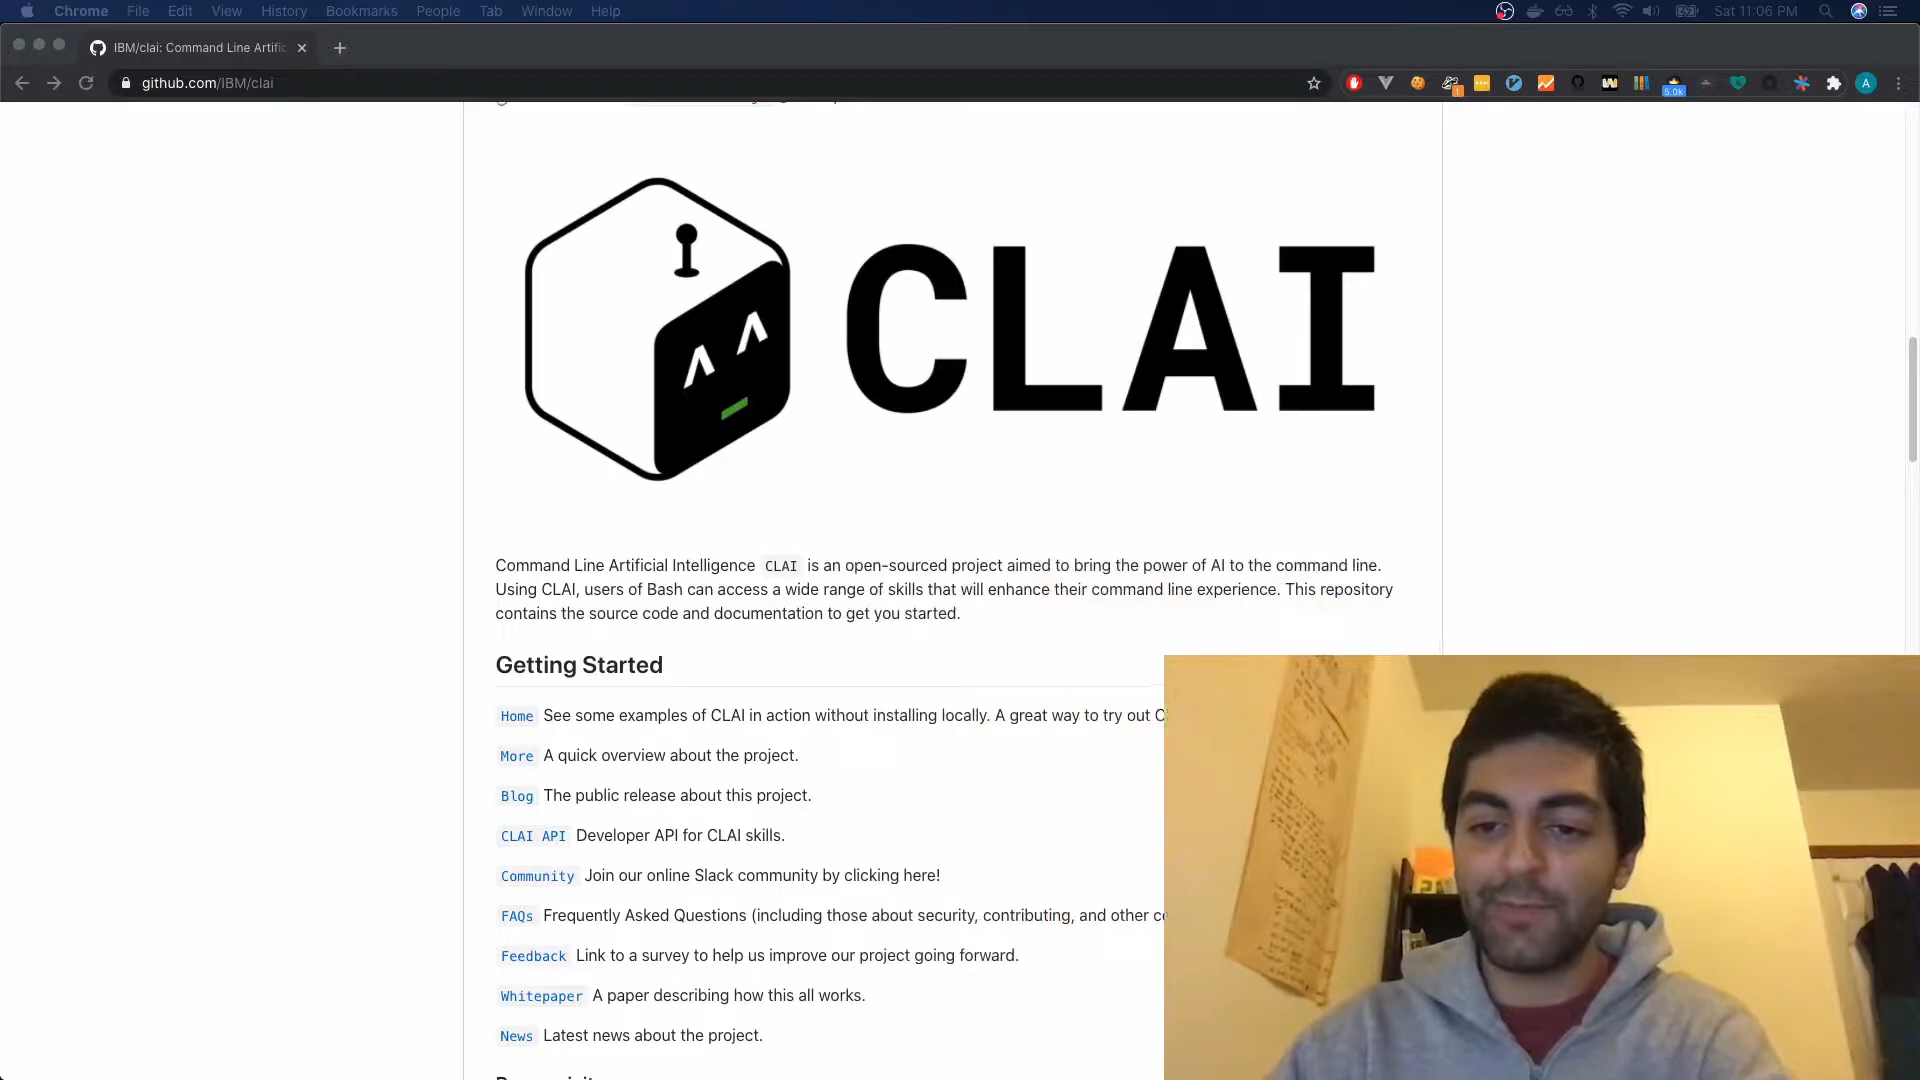 Chrome File Edit View History Bookmarks People Tab Window Help
Sat 11:06 PM
IBM/clai: Command Line Artific
github.com/IBM/clai
1
5.0k
A
CLAI
Command Line Artificial Intelligence CLAI is an open-sourced project aimed to bring the power of AI to the command line.
Using CLAI, users of Bash can access a wide range of skills that will enhance their command line experience. This repository
contains the source code and documentation to get you started.
Getting Started
Home See some examples of CLAI in action without installing locally. A great way to try out C
More A quick overview about the project.
Blog The public release about this project.
CLAI API Developer API for CLAI skills.
Community Join our online Slack community by clicking here!
FAQs Frequently Asked Questions (including those about security, contributing, and other c
Feedback Link to a survey to help us improve our project going forward.
Whitepaper A paper describing how this all works.
News Latest news about the project.